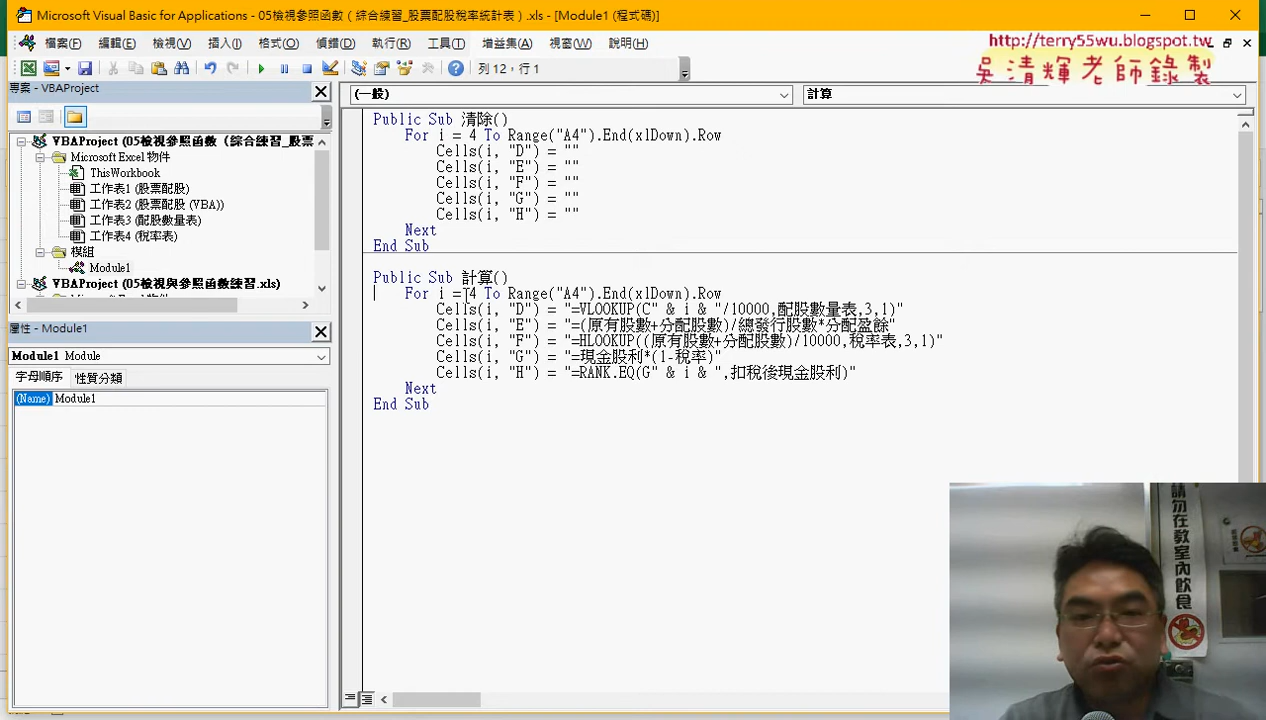 Microsoft Visual Basic for Applications - 05檢視參照函數（綜合練習_股票配股稅率統計表）.xls - [Module1 (程式碼)]
http://terry55wu.blogspot.tw
吳清輝老師錄製
檔案(F) 編輯(E) 檢視(V) 插入(I) 格式(O) 偵錯(D) 執行(R) 工具(T) 增益集(A) 視窗(W) 說明(H)
列 12，行 1
專案 - VBAProject
(一般)
計算
VBAProject (05檢視參照函數（綜合練習_股票
Microsoft Excel 物件
ThisWorkbook
工作表1 (股票配股)
工作表2 (股票配股 (VBA))
工作表3 (配股數量表)
工作表4 (稅率表)
模組
Module1
VBAProject (05檢視與參照函數練習.xls)
屬性 - Module1
Module1 Module
字母順序 性質分類
(Name) Module1
Public Sub 清除()
For i = 4 To Range("A4").End(xlDown).Row
Cells(i, "D") = ""
Cells(i, "E") = ""
Cells(i, "F") = ""
Cells(i, "G") = ""
Cells(i, "H") = ""
Next
End Sub
Public Sub 計算()
For i = 4 To Range("A4").End(xlDown).Row
Cells(i, "D") = "=VLOOKUP(C" & i & "/10000,配股數量表,3,1)"
Cells(i, "E") = "=(原有股數+分配股數)/總發行股數*分配盈餘"
Cells(i, "F") = "=HLOOKUP((原有股數+分配股數)/10000,稅率表,3,1)"
Cells(i, "G") = "=現金股利*(1-稅率)"
Cells(i, "H") = "=RANK.EQ(G" & i & ",扣稅後現金股利)"
Next
End Sub
請勿在教室內飲食